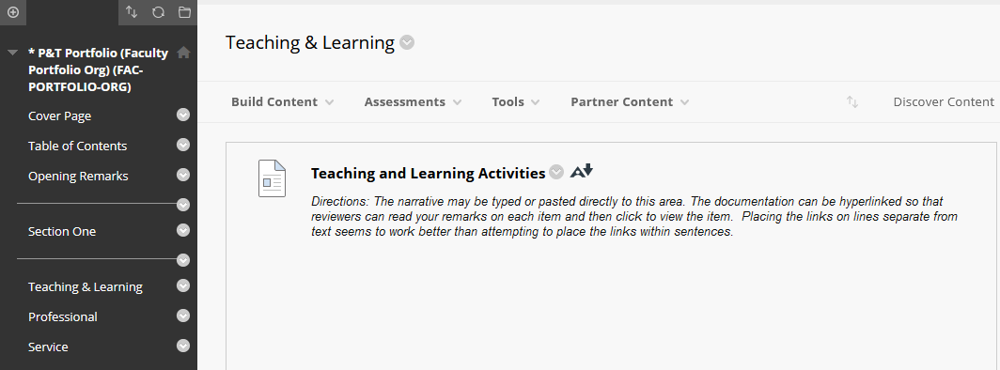 * P&T Portfolio (Faculty
Portfolio Org) (FAC-
PORTFOLIO-ORG)
Cover Page
Table of Contents
Opening Remarks
Section One
Teaching & Learning
Professional
Service
Teaching & Learning
Build Content
Assessments
Tools
Partner Content
Discover Content
Teaching and Learning Activities
Directions: The narrative may be typed or pasted directly to this area. The documentation can be hyperlinked so that
reviewers can read your remarks on each item and then click to view the item.  Placing the links on lines separate from
text seems to work better than attempting to place the links within sentences.